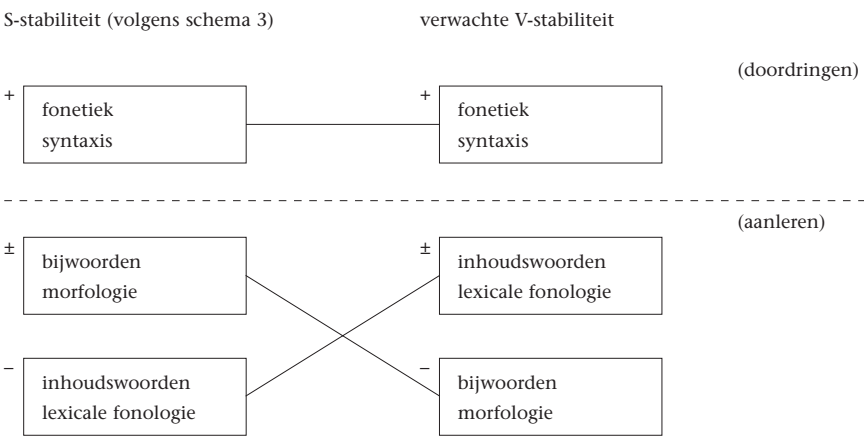 S-stabiliteit (volgens schema 3) verwachte V-stabiliteit
(doordringen)
+ +
fonetiek fonetiek
syntaxis syntaxis
(aanleren)
± ±
bijwoorden inhoudswoorden
morfologie lexicale fonologie
– –
inhoudswoorden bijwoorden
lexicale fonologie morfologie